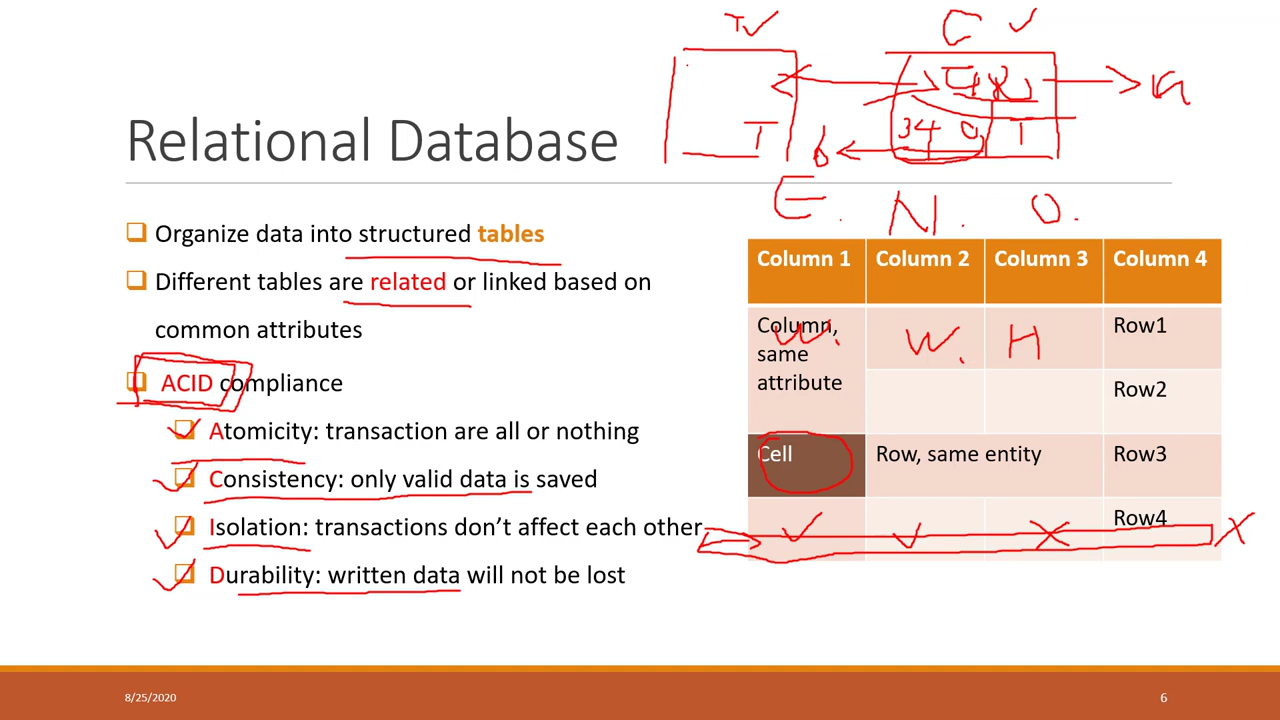 Relational Database
Organize data into structured tables
Different tables are related or linked based on
common attributes
ACID compliance
Atomicity: transaction are all or nothing
Consistency: only valid data is saved
Isolation: transactions don't affect each other
Durability: written data will not be lost
E. N. O.
Column 1 Column 2 Column 3 Column 4
Column, same attribute
W. W. H
Row1
Row2
Cell Row, same entity Row3
Row4
8/25/2020
6